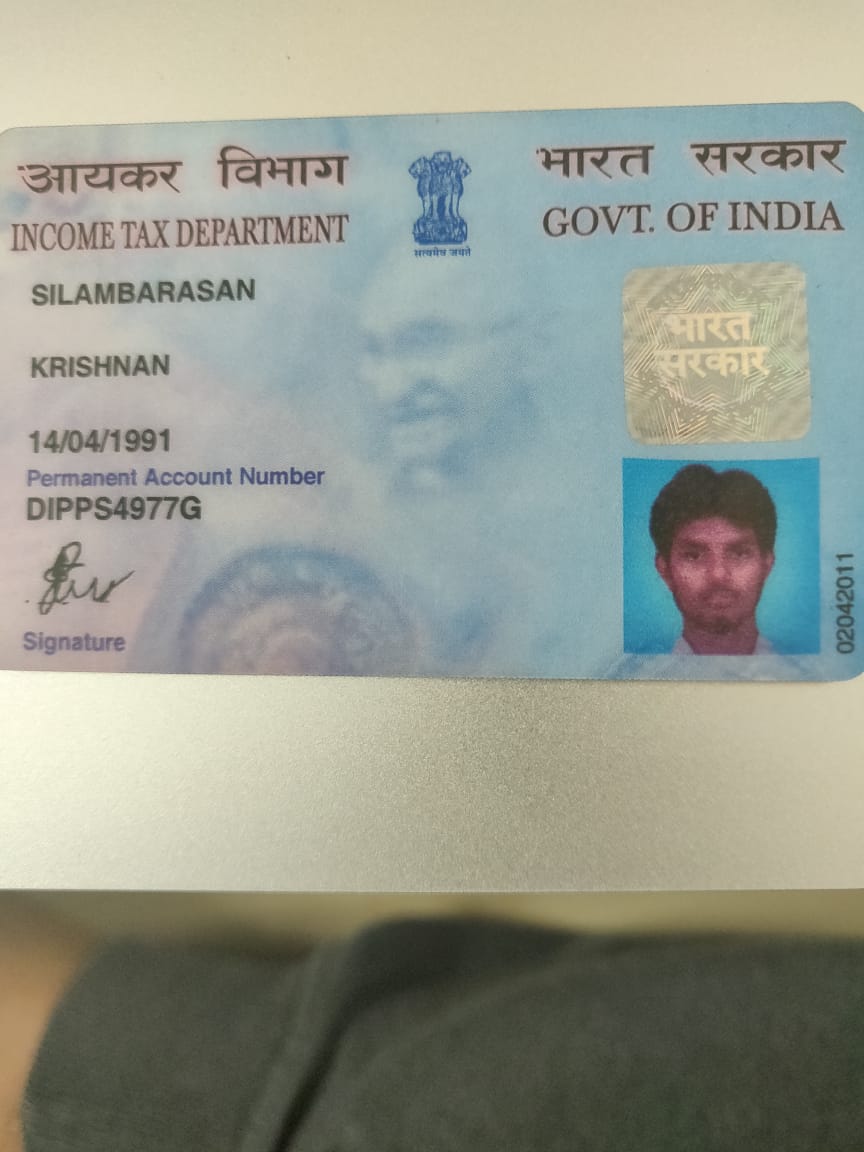 आयकर विभाग
INCOME TAX DEPARTMENT
सत्यमेव जयते
भारत सरकार
GOVT. OF INDIA
SILAMBARASAN
KRISHNAN
14/04/1991
Permanent Account Number
DIPPS4977G
Signature
भारत
सरकार
02042011